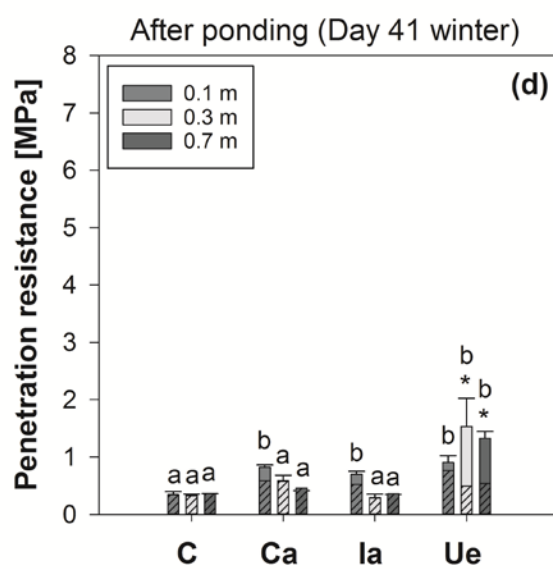 After ponding (Day 41 winter)
(d)
Penetration resistance [MPa]
8
7
6
5
4
3
2
1
0
0.1 m
0.3 m
0.7 m
a a a
b a a
b a a
b b b
* *
C Ca Ia Ue